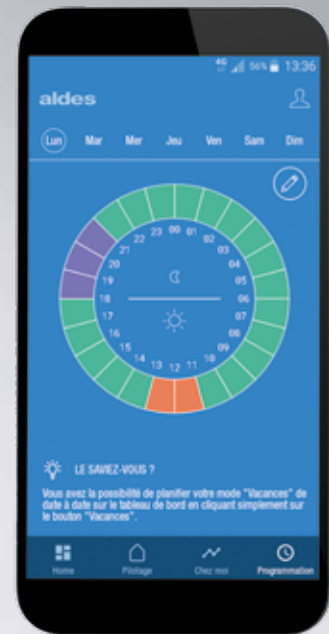 4G 56% 13:36
aldes
Lun Mar Mer Jeu Ven Sam Dim
23 00 01
22 02
21 03
20 04
19 05
18 06
17 07
16 08
15 09
14 10
13 12 11
LE SAVIEZ-VOUS ?
Vous avez la possibilité de planifier votre mode "Vacances" de
date à date sur le tableau de bord en cliquant simplement sur
le bouton "Vacances".
Home Pilotage Chez moi Programmation